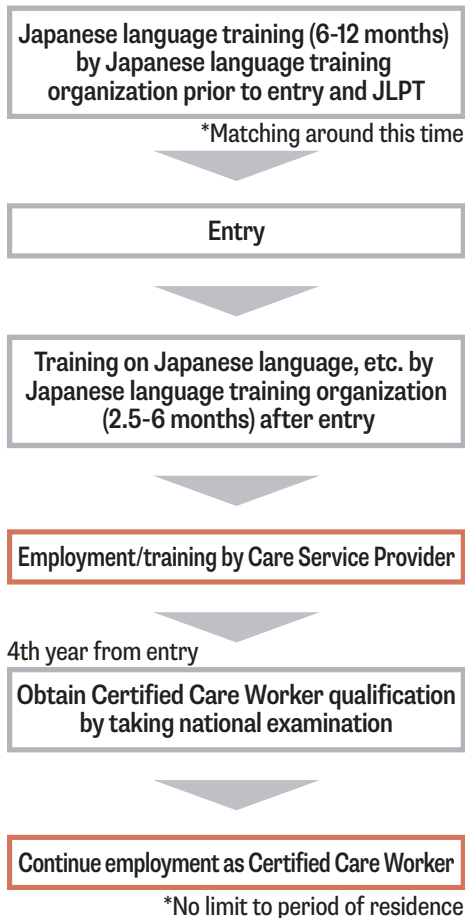 Japanese language training (6-12 months)
by Japanese language training
organization prior to entry and JLPT
*Matching around this time
Entry
Training on Japanese language, etc. by
Japanese language training organization
(2.5-6 months) after entry
Employment/training by Care Service Provider
4th year from entry
Obtain Certified Care Worker qualification
by taking national examination
Continue employment as Certified Care Worker
*No limit to period of residence